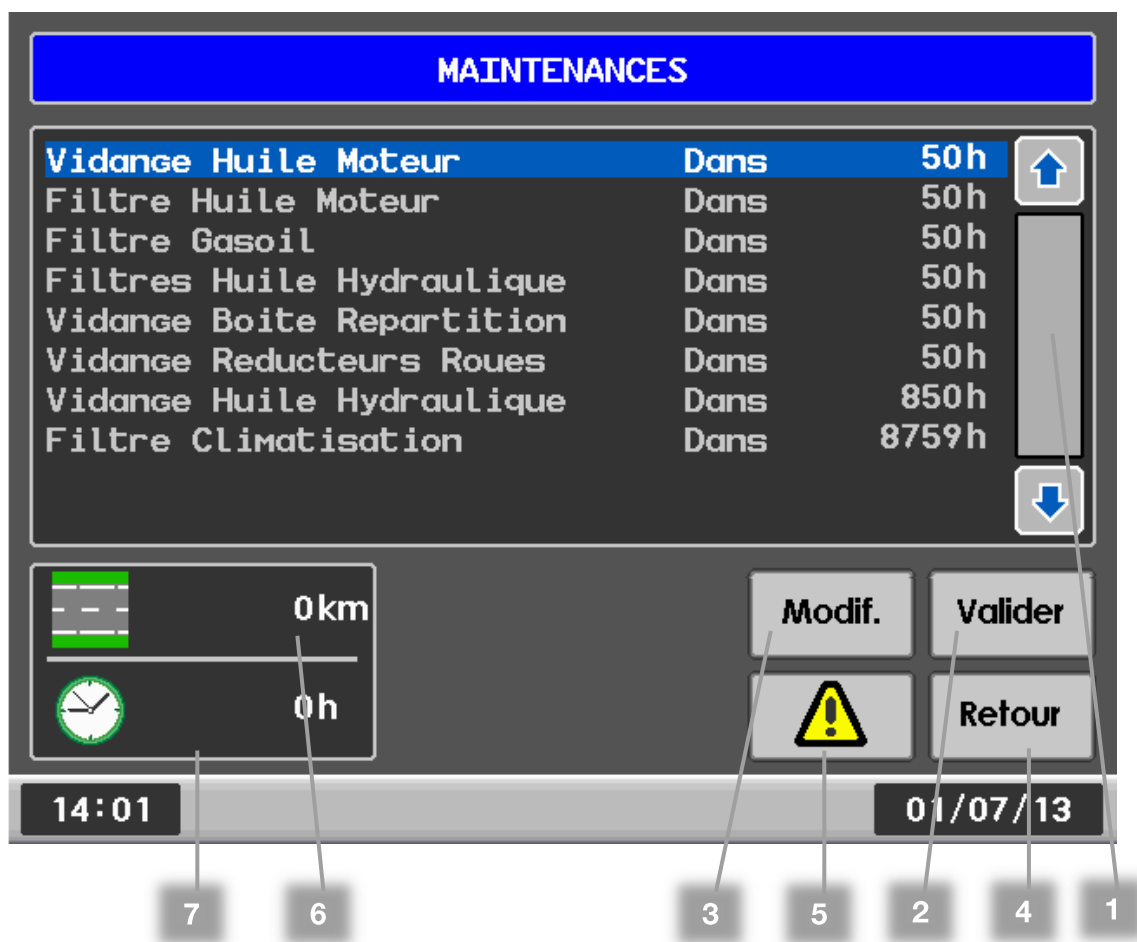 MAINTENANCES
Vidange Huile Moteur Dans 50h
Filtre Huile Moteur Dans 50h
Filtre Gasoil Dans 50h
Filtres Huile Hydraulique Dans 50h
Vidange Boite Repartition Dans 50h
Vidange Reducteurs Roues Dans 50h
Vidange Huile Hydraulique Dans 850h
Filtre Climatisation Dans 8759h
0km
Modif. Valider
0h
Retour
14:01 01/07/13
7 6 3 5 2 4 1